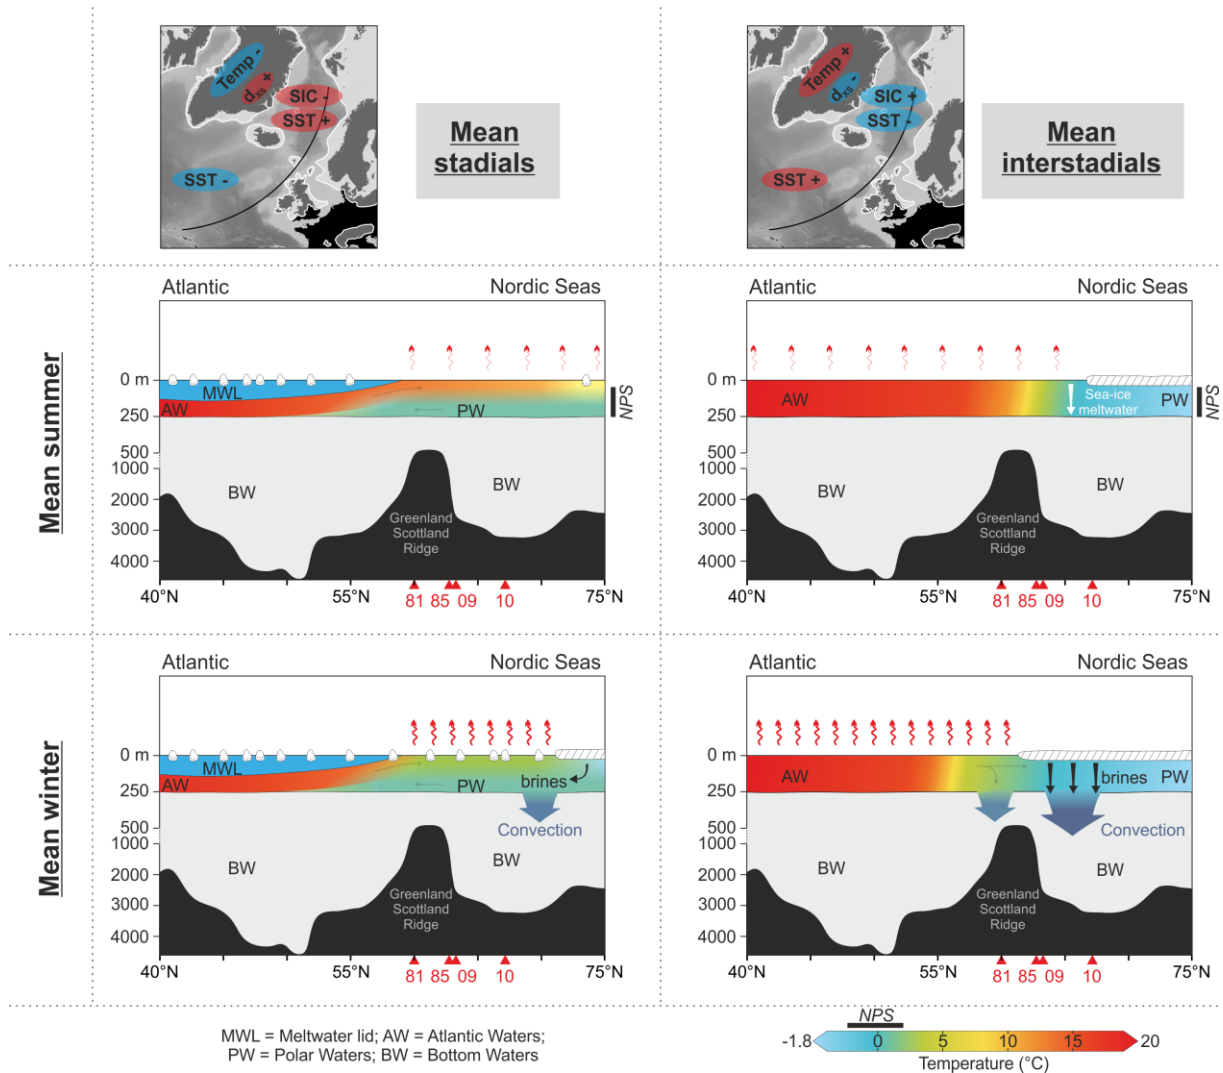 Temp -
dxs +
SIC -
SST +
SST -
Mean
stadials
Temp +
dxs -
SIC +
SST -
SST +
Mean
interstadials
Mean summer
Atlantic
Nordic Seas
0 m
250
500
1000
2000
3000
4000
MWL
AW
PW
NPS
BW
BW
Greenland
Scottland
Ridge
40°N
55°N
75°N
81 85 09 10
Atlantic
Nordic Seas
0 m
250
500
1000
2000
3000
4000
AW
Sea-ice
meltwater
PW
NPS
BW
BW
Greenland
Scottland
Ridge
40°N
55°N
75°N
81 85 09 10
Mean winter
Atlantic
Nordic Seas
0 m
250
500
1000
2000
3000
4000
MWL
AW
PW
brines
Convection
BW
BW
Greenland
Scottland
Ridge
40°N
55°N
75°N
81 85 09 10
Atlantic
Nordic Seas
0 m
250
500
1000
2000
3000
4000
AW
brines
PW
Convection
BW
BW
Greenland
Scottland
Ridge
40°N
55°N
75°N
81 85 09 10
MWL = Meltwater lid; AW = Atlantic Waters;
PW = Polar Waters; BW = Bottom Waters
NPS
-1.8 0 5 10 15 20
Temperature (°C)